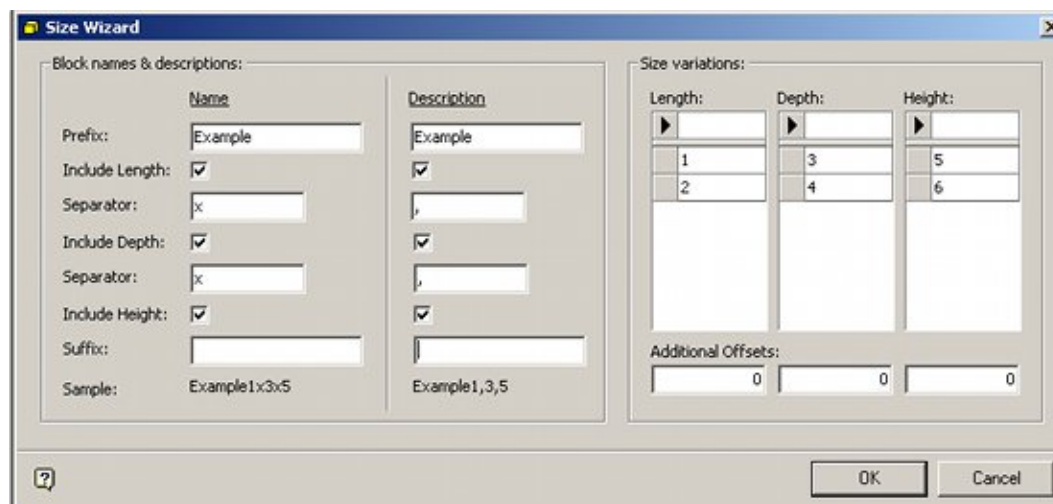 Size Wizard
Block names & descriptions:
Name Description
Prefix: Example Example
Include Length:
Separator: x ,
Include Depth:
Separator: x ,
Include Height:
Suffix:
Sample: Example1x3x5 Example1,3,5
Size variations:
Length: Depth: Height:
1 3 5
2 4 6
Additional Offsets:
0 0 0
OK Cancel